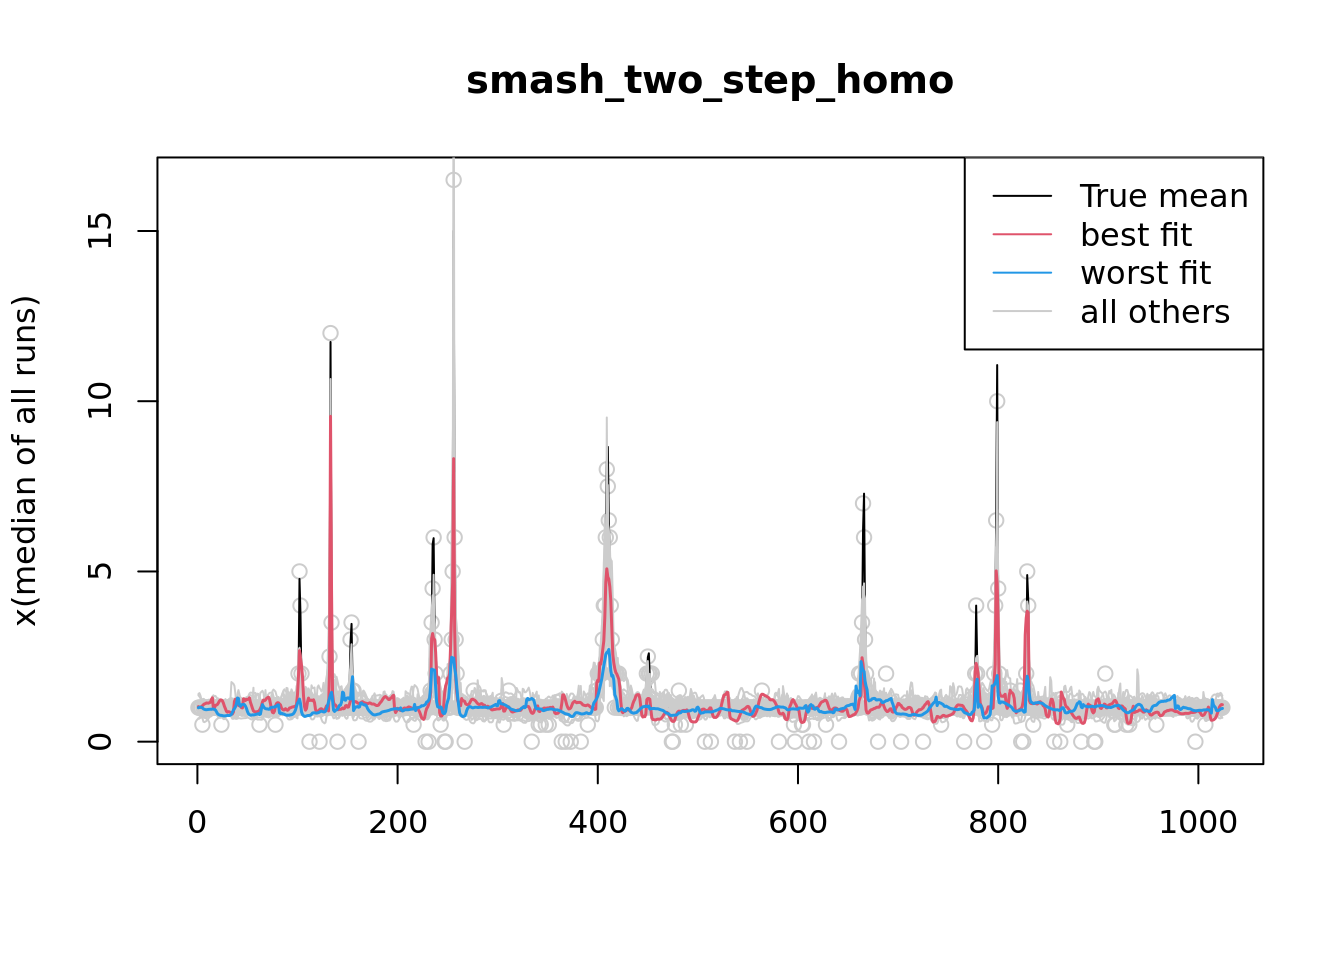 smash_two_step_homo
x(median of all runs)
15
10
5
0
True mean
best fit
worst fit
all others
0 200 400 600 800 1000